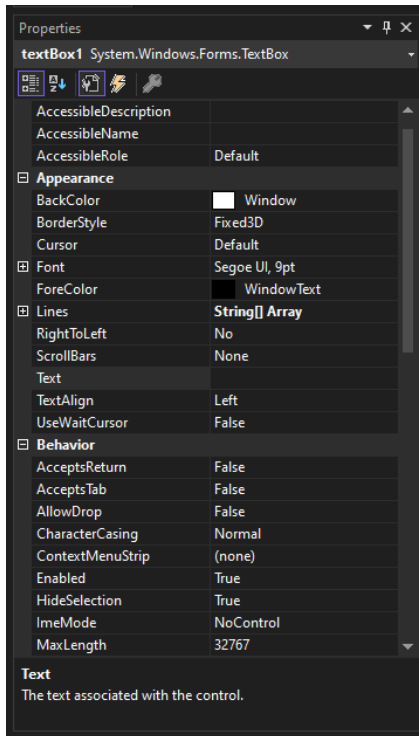 Properties
textBox1 System.Windows.Forms.TextBox
AccessibleDescription
AccessibleName
AccessibleRole Default
Appearance
BackColor Window
BorderStyle Fixed3D
Cursor Default
Font Segoe UI, 9pt
ForeColor WindowText
Lines String[] Array
RightToLeft No
ScrollBars None
Text
TextAlign Left
UseWaitCursor False
Behavior
AcceptsReturn False
AcceptsTab False
AllowDrop False
CharacterCasing Normal
ContextMenuStrip (none)
Enabled True
HideSelection True
ImeMode NoControl
MaxLength 32767
Text
The text associated with the control.